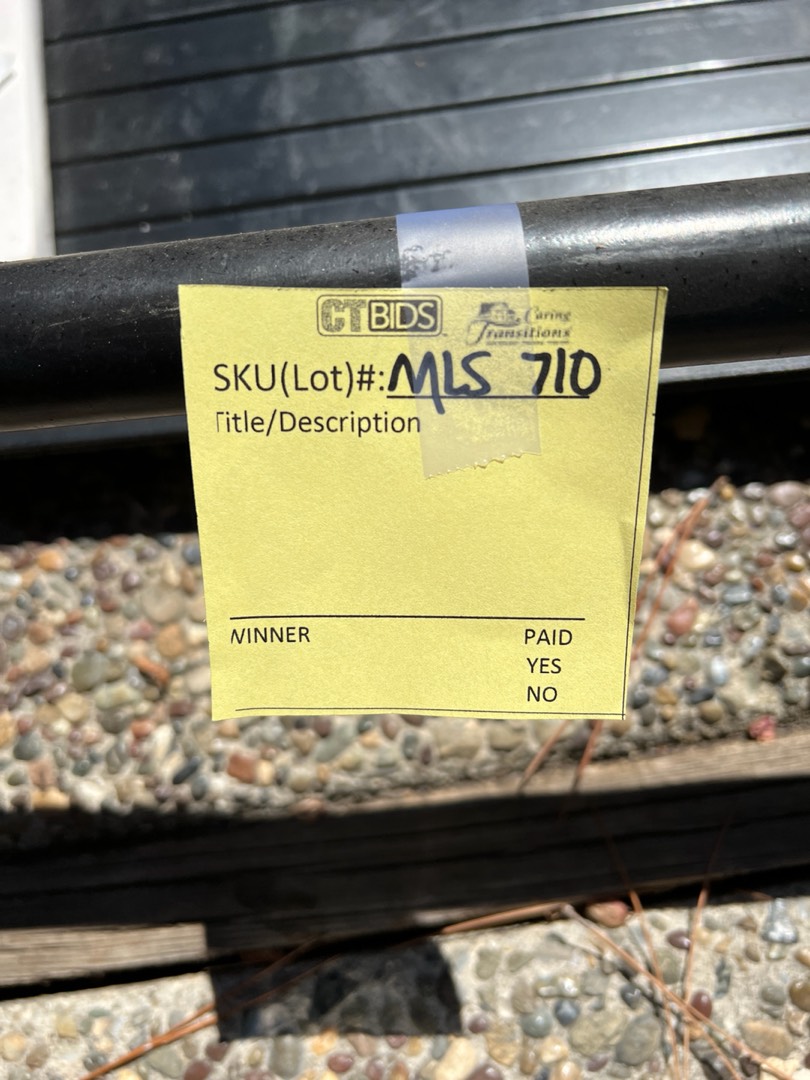 CTBIDS Caring Transitions
SKU(Lot)#: MLS 710
Title/Description
WINNER PAID
YES
NO